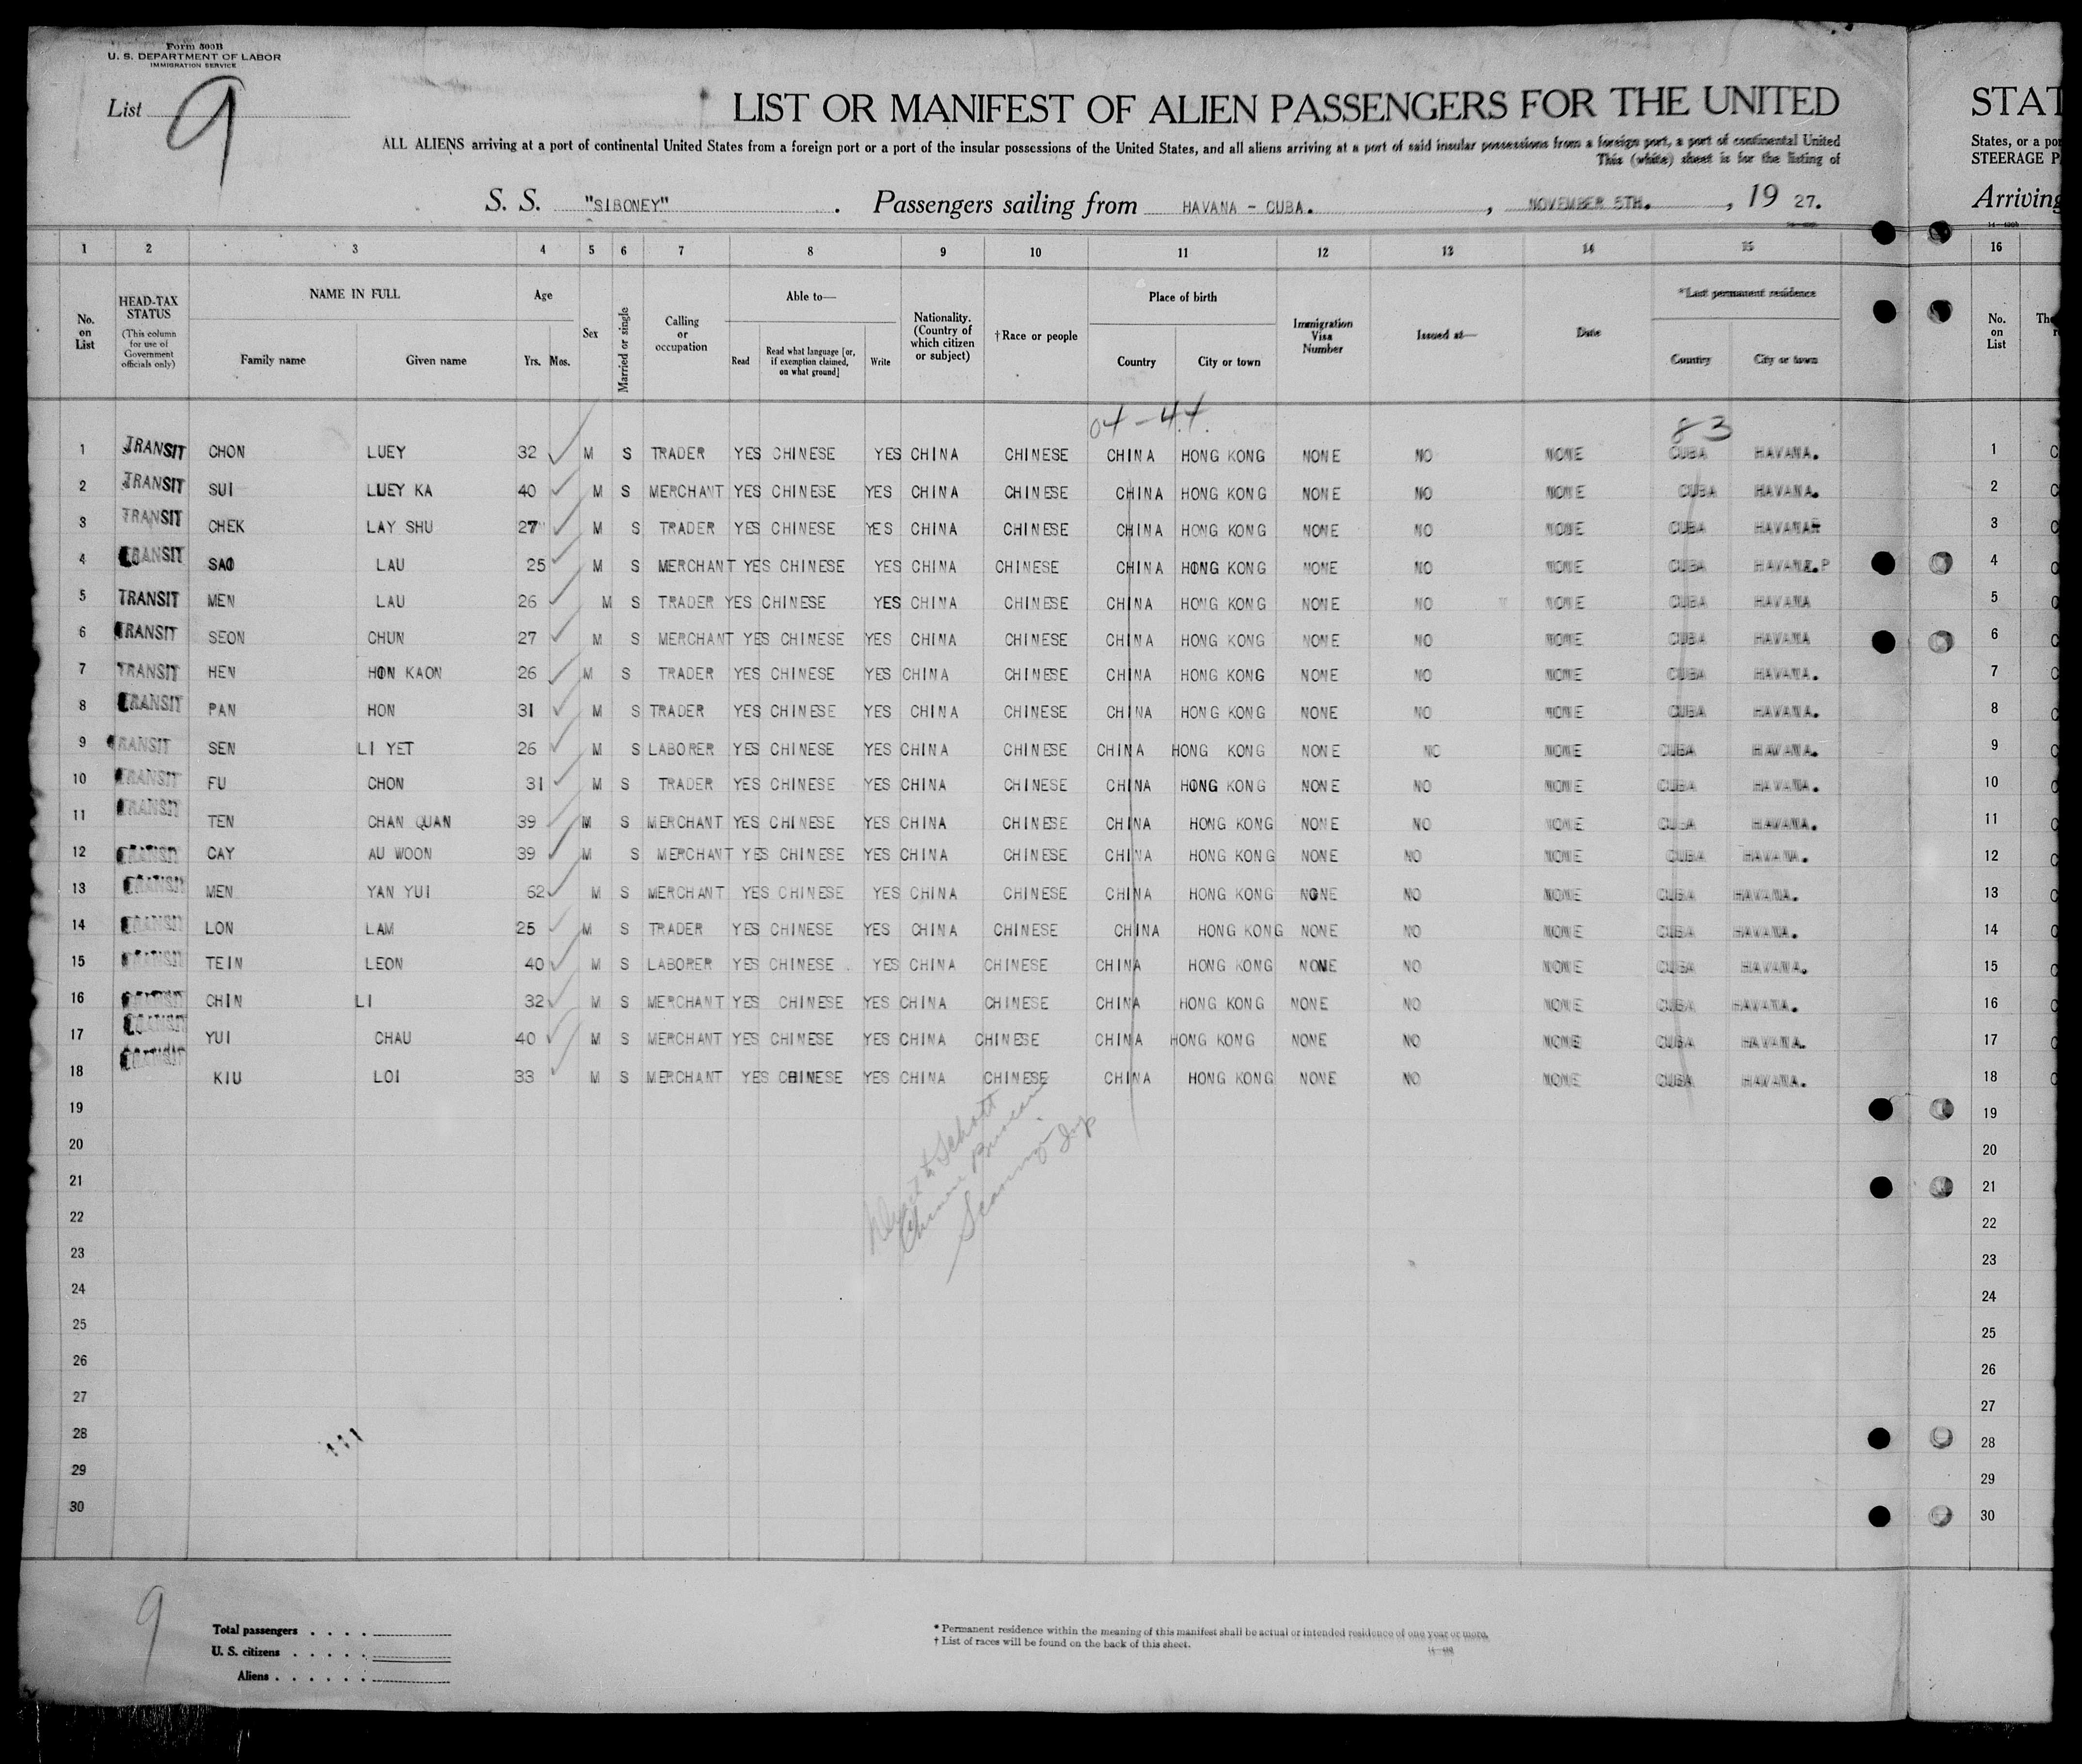 Form 500B
U. S. DEPARTMENT OF LABOR
IMMIGRATION SERVICE
List 9
LIST OR MANIFEST OF ALIEN PASSENGERS FOR THE UNITED
STAT
ALL ALIENS arriving at a port of continental United States from a foreign port or a port of the insular possessions of the United States, and all aliens arriving at a port of said insular possessions from a foreign port, a port of continental United
States, or a por
This (white) sheet is for the listing of
STEERAGE P
S. S. "SIBONEY". Passengers sailing from HAVANA - CUBA., NOVEMBER 5TH., 19 27.
Arriving
1 2 3 4 5 6 7 8 9 10 11 12 13 14 15 16
No. on List
HEAD-TAX STATUS
(This column for use of Government officials only)
NAME IN FULL
Family name Given name
Age
Yrs. Mos.
Sex
Married or single
Calling or occupation
Able to—
Read
Read what language [or, if exemption claimed, on what ground]
Write
Nationality. (Country of which citizen or subject)
†Race or people
Place of birth
Country City or town
Immigration Visa Number
Issued at—
Date
*Last permanent residence
Country City or town
No. on List
04-4.4.
83
1 TRANSIT CHON LUEY 32 M S TRADER YES CHINESE YES CHINA CHINESE CHINA HONG KONG NONE NO NONE CUBA HAVANA. 1
2 TRANSIT SUI LUEY KA 40 M S MERCHANT YES CHINESE YES CHINA CHINESE CHINA HONG KONG NONE NO NONE CUBA HAVANA. 2
3 TRANSIT CHEK LAY SHU 27 M S TRADER YES CHINESE YES CHINA CHINESE CHINA HONG KONG NONE NO NONE CUBA HAVANA 3
4 TRANSIT SAO LAU 25 M S MERCHANT YES CHINESE YES CHINA CHINESE CHINA HONG KONG NONE NO NONE CUBA 4
5 TRANSIT MEN LAU 26 M S TRADER YES CHINESE YES CHINA CHINESE CHINA HONG KONG NONE NO NONE CUBA HAVANA 5
6 TRANSIT SEON CHUN 27 M S MERCHANT YES CHINESE YES CHINA CHINESE CHINA HONG KONG NONE NO NONE CUBA HAVANA 6
7 TRANSIT HEN HON KAON 26 M S TRADER YES CHINESE YES CHINA CHINESE CHINA HONG KONG NONE NO NONE CUBA HAVANA. 7
8 TRANSIT PAN HON 31 M S TRADER YES CHINESE YES CHINA CHINESE CHINA HONG KONG NONE NO NONE CUBA HAVANA. 8
9 TRANSIT SEN LI YET 26 M S LABORER YES CHINESE YES CHINA CHINESE CHINA HONG KONG NONE NO NONE CUBA HAVANA. 9
10 TRANSIT FU CHON 31 M S TRADER YES CHINESE YES CHINA CHINESE CHINA HONG KONG NONE NO NONE CUBA HAVANA. 10
11 TRANSIT TEN CHAN QUAN 39 M S MERCHANT YES CHINESE YES CHINA CHINESE CHINA HONG KONG NONE NO NONE CUBA HAVANA. 11
12 TRANSIT CAY AU WOON 39 M S MERCHANT YES CHINESE YES CHINA CHINESE CHINA HONG KONG NONE NO NONE CUBA HAVANA. 12
13 TRANSIT MEN YAN YUI 62 M S MERCHANT YES CHINESE YES CHINA CHINESE CHINA HONG KONG NONE NO NONE CUBA HAVANA. 13
14 TRANSIT LON LAM 25 M S TRADER YES CHINESE YES CHINA CHINESE CHINA HONG KONG NONE NO NONE CUBA HAVANA. 14
15 TRANSIT TEIN LEON 40 M S LABORER YES CHINESE YES CHINA CHINESE CHINA HONG KONG NONE NO NONE CUBA HAVANA. 15
16 TRANSIT CHIN LI 32 M S MERCHANT YES CHINESE YES CHINA CHINESE CHINA HONG KONG NONE NO NONE CUBA HAVANA. 16
17 TRANSIT YUI CHAU 40 M S MERCHANT YES CHINESE YES CHINA CHINESE CHINA HONG KONG NONE NO NONE CUBA HAVANA. 17
18 TRANSIT KIU LOI 33 M S MERCHANT YES CHINESE YES CHINA CHINESE CHINA HONG KONG NONE NO NONE CUBA HAVANA. 18
19 19
20 20
21 21
22 22
23 23
24 24
25 25
26 26
27 27
28 28
29 29
30 30
9
Total passengers
U. S. citizens
Aliens
* Permanent residence within the meaning of this manifest shall be actual or intended residence of one year or more.
† List of races will be found on the back of this sheet.